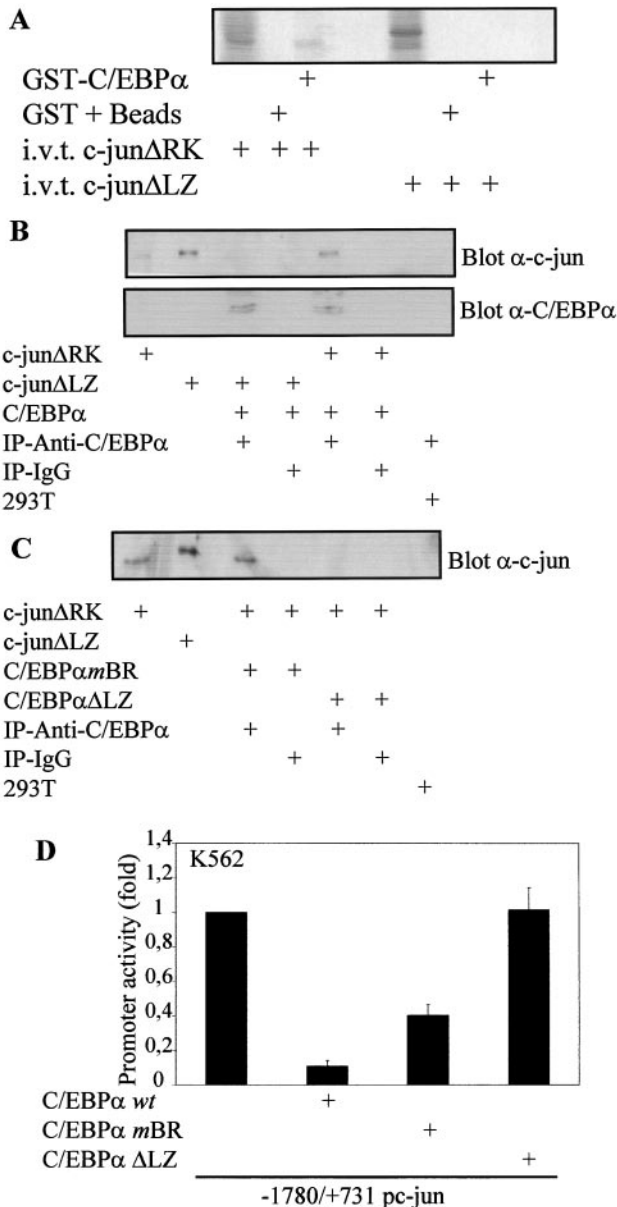 A
GST-C/EBPα + +
GST + Beads + +
i.v.t. c-junΔRK + + +
i.v.t. c-junΔLZ + + +
B
Blot α-c-jun
Blot α-C/EBPα
c-junΔRK + + +
c-junΔLZ + + +
C/EBPα + + + +
IP-Anti-C/EBPα + + +
IP-IgG + +
293T +
C
Blot α-c-jun
c-junΔRK + + + + +
c-junΔLZ +
C/EBPαmBR + +
C/EBPαΔLZ + +
IP-Anti-C/EBPα + +
IP-IgG + +
293T +
D
K562
Promoter activity (fold)
1,4
1,2
1
0,8
0,6
0,4
0,2
0
C/EBPα wt +
C/EBPα mBR +
C/EBPα ΔLZ +
-1780/+731 pc-jun